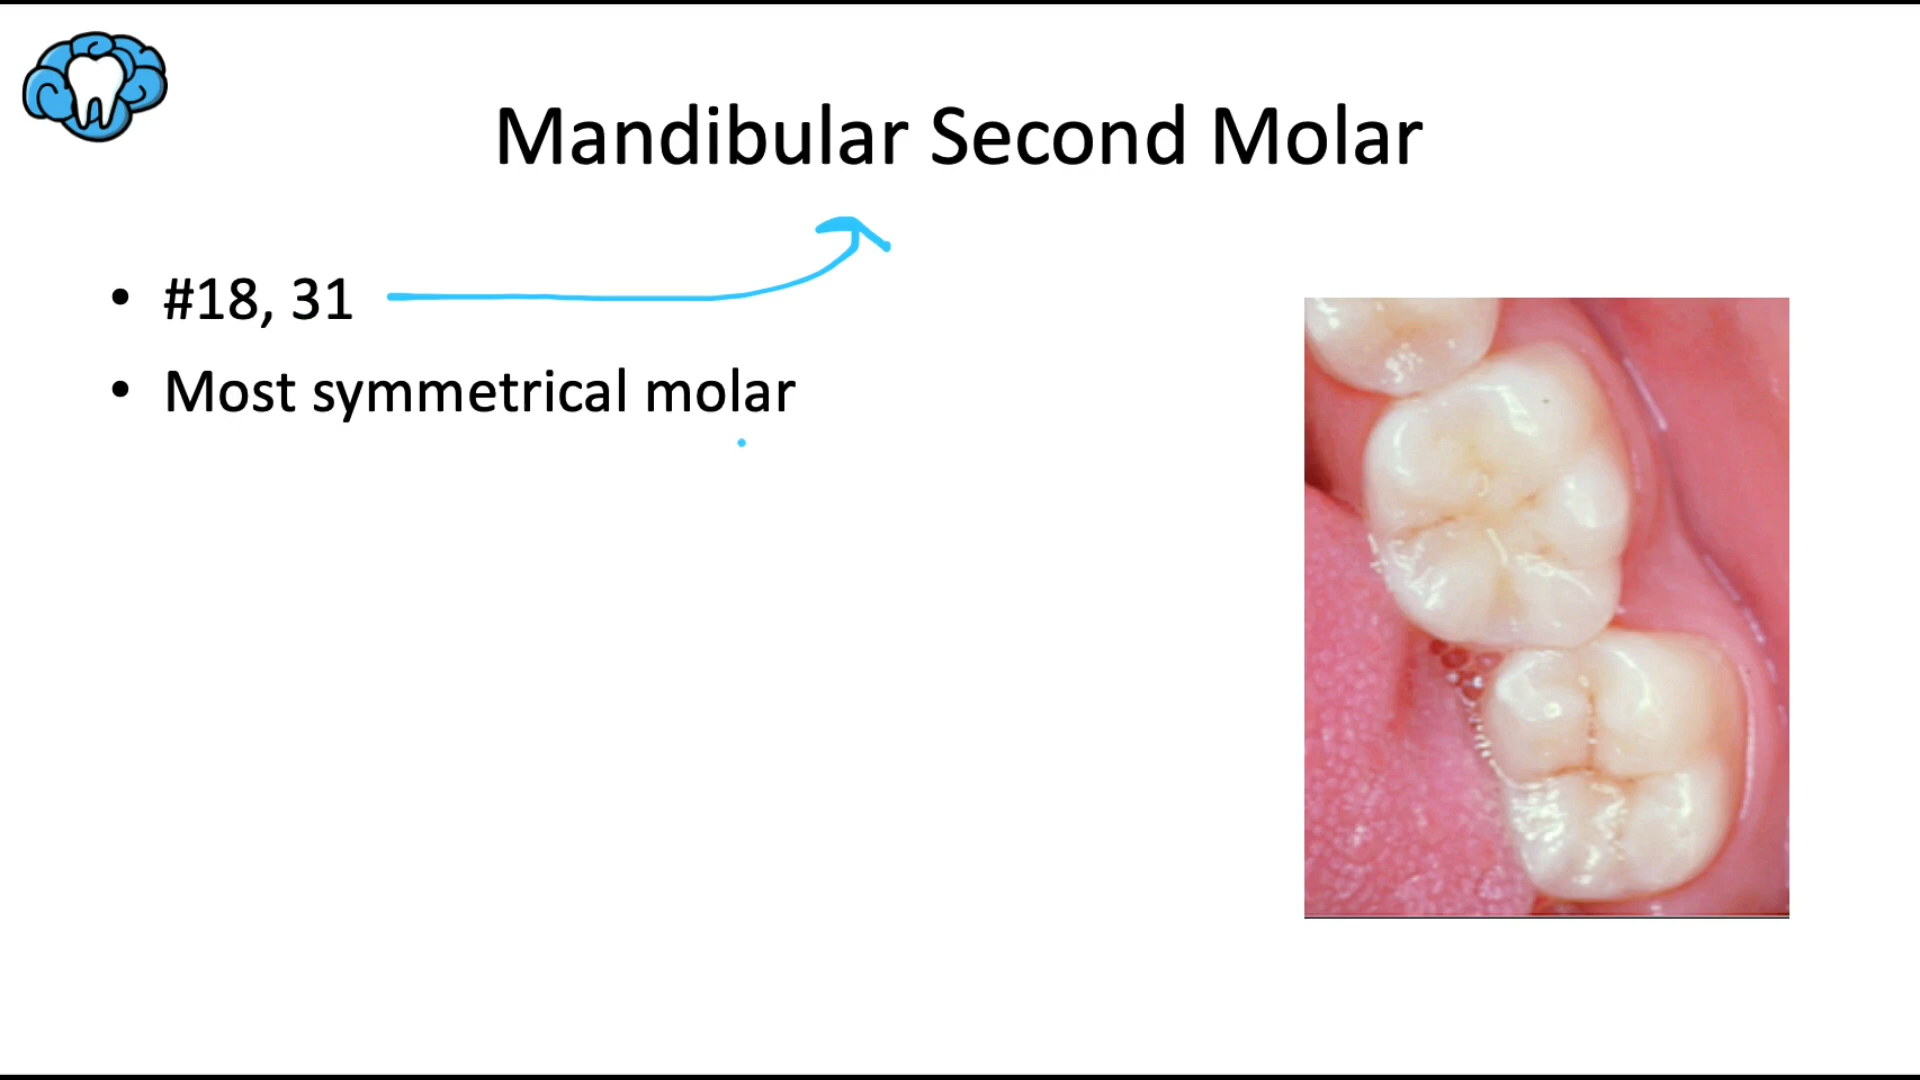 Mandibular Second Molar
• #18, 31
• Most symmetrical molar